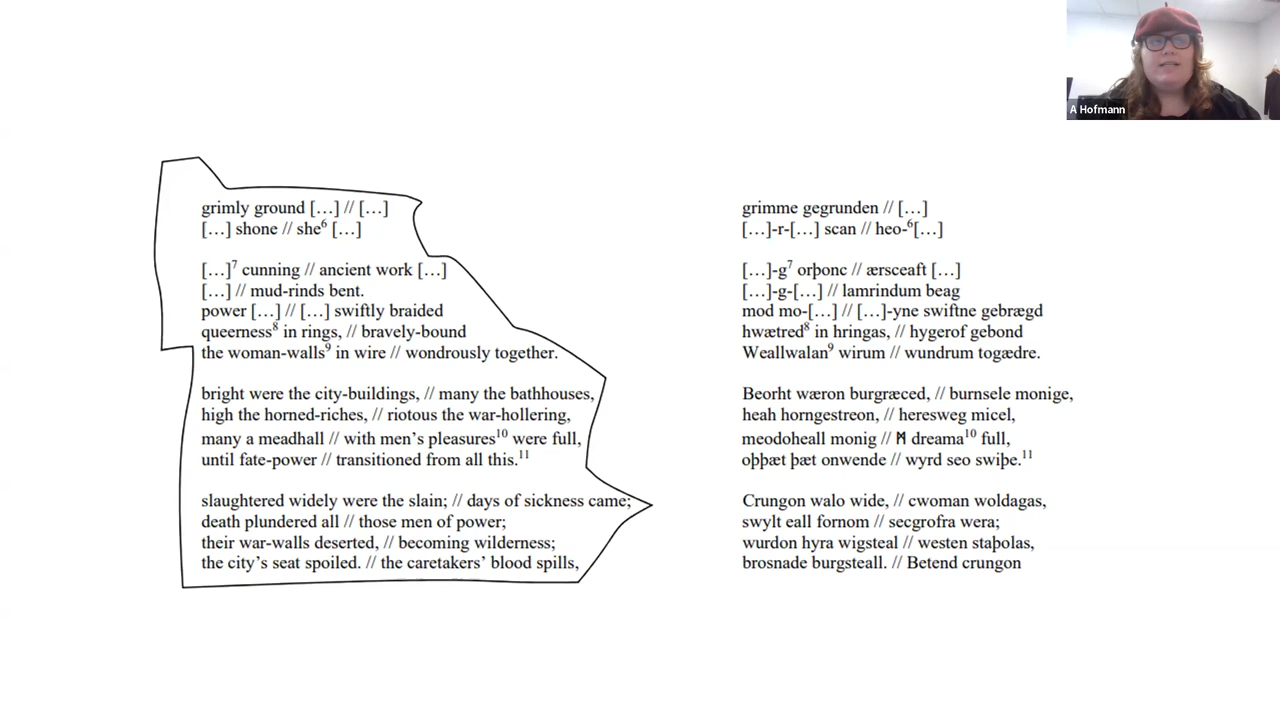 A Hofmann
grimly ground […] // […]
[…] shone // she⁶ […]
[…]⁷ cunning // ancient work […]
[…] // mud-rinds bent.
power […] // […] swiftly braided
queerness⁸ in rings, // bravely-bound
the woman-walls⁹ in wire // wondrously together.
bright were the city-buildings, // many the bathhouses,
high the horned-riches, // riotous the war-hollering,
many a meadhall // with men’s pleasures¹⁰ were full,
until fate-power // transitioned from all this.¹¹
slaughtered widely were the slain; // days of sickness came;
death plundered all // those men of power;
their war-walls deserted, // becoming wilderness;
the city’s seat spoiled. // the caretakers’ blood spills,
grimme gegrunden // […]
[…]-r-[…] scan // heo-⁶[…]
[…]-g⁷ orþonc // ærsceaft […]
[…]-g-[…] // lamrindum beag
mod mo-[…] // […]-yne swiftne gebrægd
hwætred⁸ in hringas, // hygerof gebond
Weallwalan⁹ wirum // wundrum togædre.
Beorht wæron burgræced, // burnsele monige,
heah horngestreon, // heresweg micel,
meodoheall monig // ᛗ dreama¹⁰ full,
oþþæt þæt onwende // wyrd seo swiþe.¹¹
Crungon walo wide, // cwoman woldagas,
swylt eall fornom // secgrofra wera;
wurdon hyra wigsteal // westen staþolas,
brosnade burgsteall. // Betend crungon